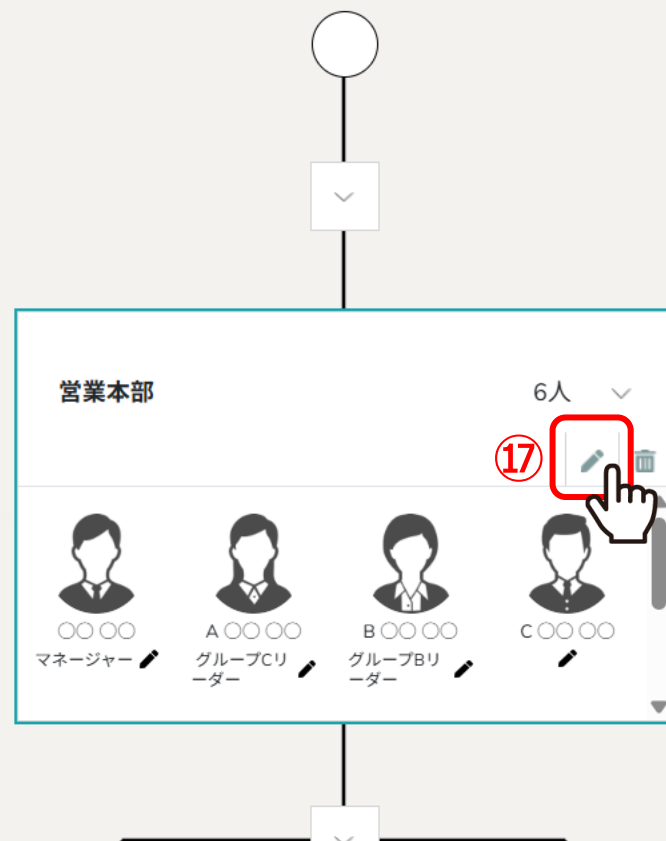 営業本部
6人
⑰
〇〇 〇〇
A 〇〇 〇〇
B 〇〇 〇〇
C 〇〇 〇〇
マネージャー
グループCリ
ーダー
グループBリ
ーダー